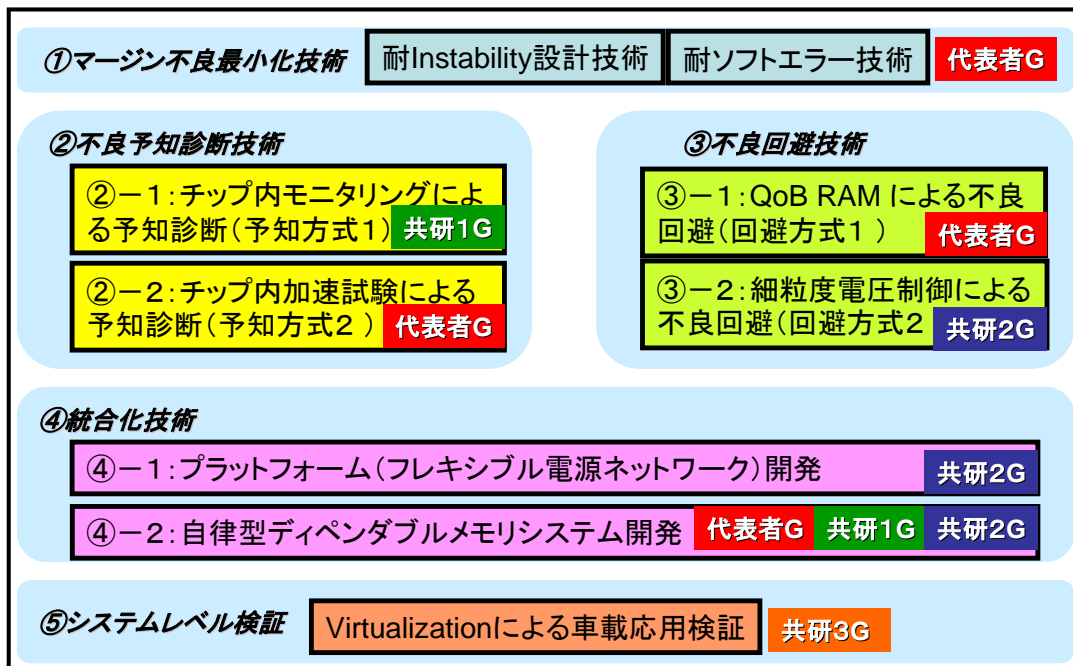 ①マージン不良最小化技術 耐Instability設計技術 耐ソフトエラー技術 代表者G
②不良予知診断技術
②－1：チップ内モニタリングによ
る予知診断（予知方式1） 共研1G
②－2：チップ内加速試験による
予知診断（予知方式2 ） 代表者G
③不良回避技術
③－1：QoB RAM による不良
回避（回避方式1 ） 代表者G
③－2：細粒度電圧制御による
不良回避（回避方式2 共研2G
④統合化技術
④－1：プラットフォーム（フレキシブル電源ネットワーク）開発 共研2G
④－2：自律型ディペンダブルメモリシステム開発 代表者G 共研1G 共研2G
⑤システムレベル検証 Virtualizationによる車載応用検証 共研3G